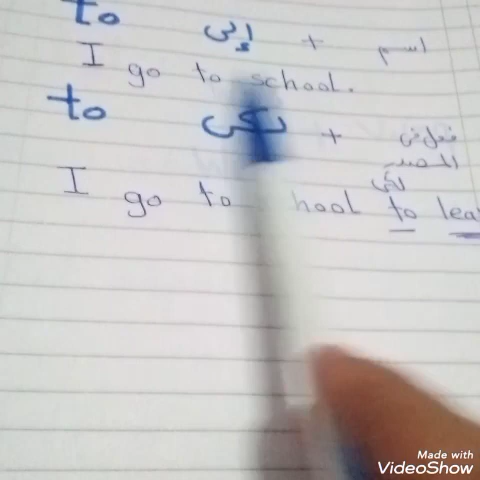 to إلى + اسم
I go to school.
to لكي + فعل في المصدر
لكي
I go to hool to lea
Made with
VideoShow